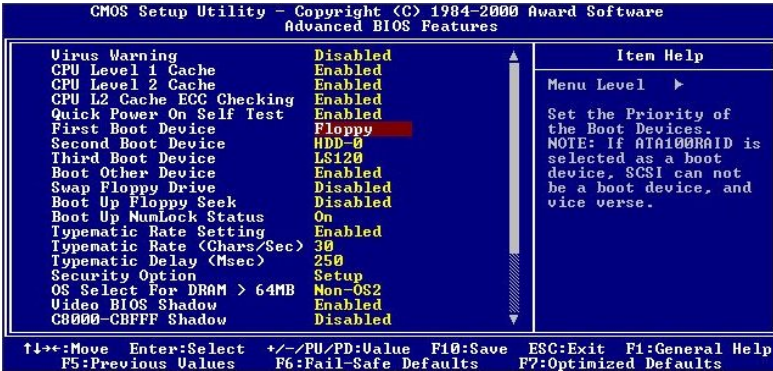 CMOS Setup Utility – Copyright (C) 1984-2000 Award Software
Advanced BIOS Features
Virus Warning Disabled
CPU Level 1 Cache Enabled
CPU Level 2 Cache Enabled
CPU L2 Cache ECC Checking Enabled
Quick Power On Self Test Enabled
First Boot Device Floppy
Second Boot Device HDD-0
Third Boot Device LS120
Boot Other Device Enabled
Swap Floppy Drive Disabled
Boot Up Floppy Seek Disabled
Boot Up NumLock Status On
Typematic Rate Setting Enabled
Typematic Rate (Chars/Sec) 30
Typematic Delay (Msec) 250
Security Option Setup
OS Select For DRAM > 64MB Non-OS2
Video BIOS Shadow Enabled
C8000-CBFFF Shadow Disabled
Item Help
Menu Level ►
Set the Priority of
the Boot Devices.
NOTE: If ATA100RAID is
selected as a boot
device, SCSI can not
be a boot device, and
vice verse.
↑↓→←:Move Enter:Select +/-/PU/PD:Value F10:Save ESC:Exit F1:General Help
F5:Previous Values F6:Fail-Safe Defaults F7:Optimized Defaults